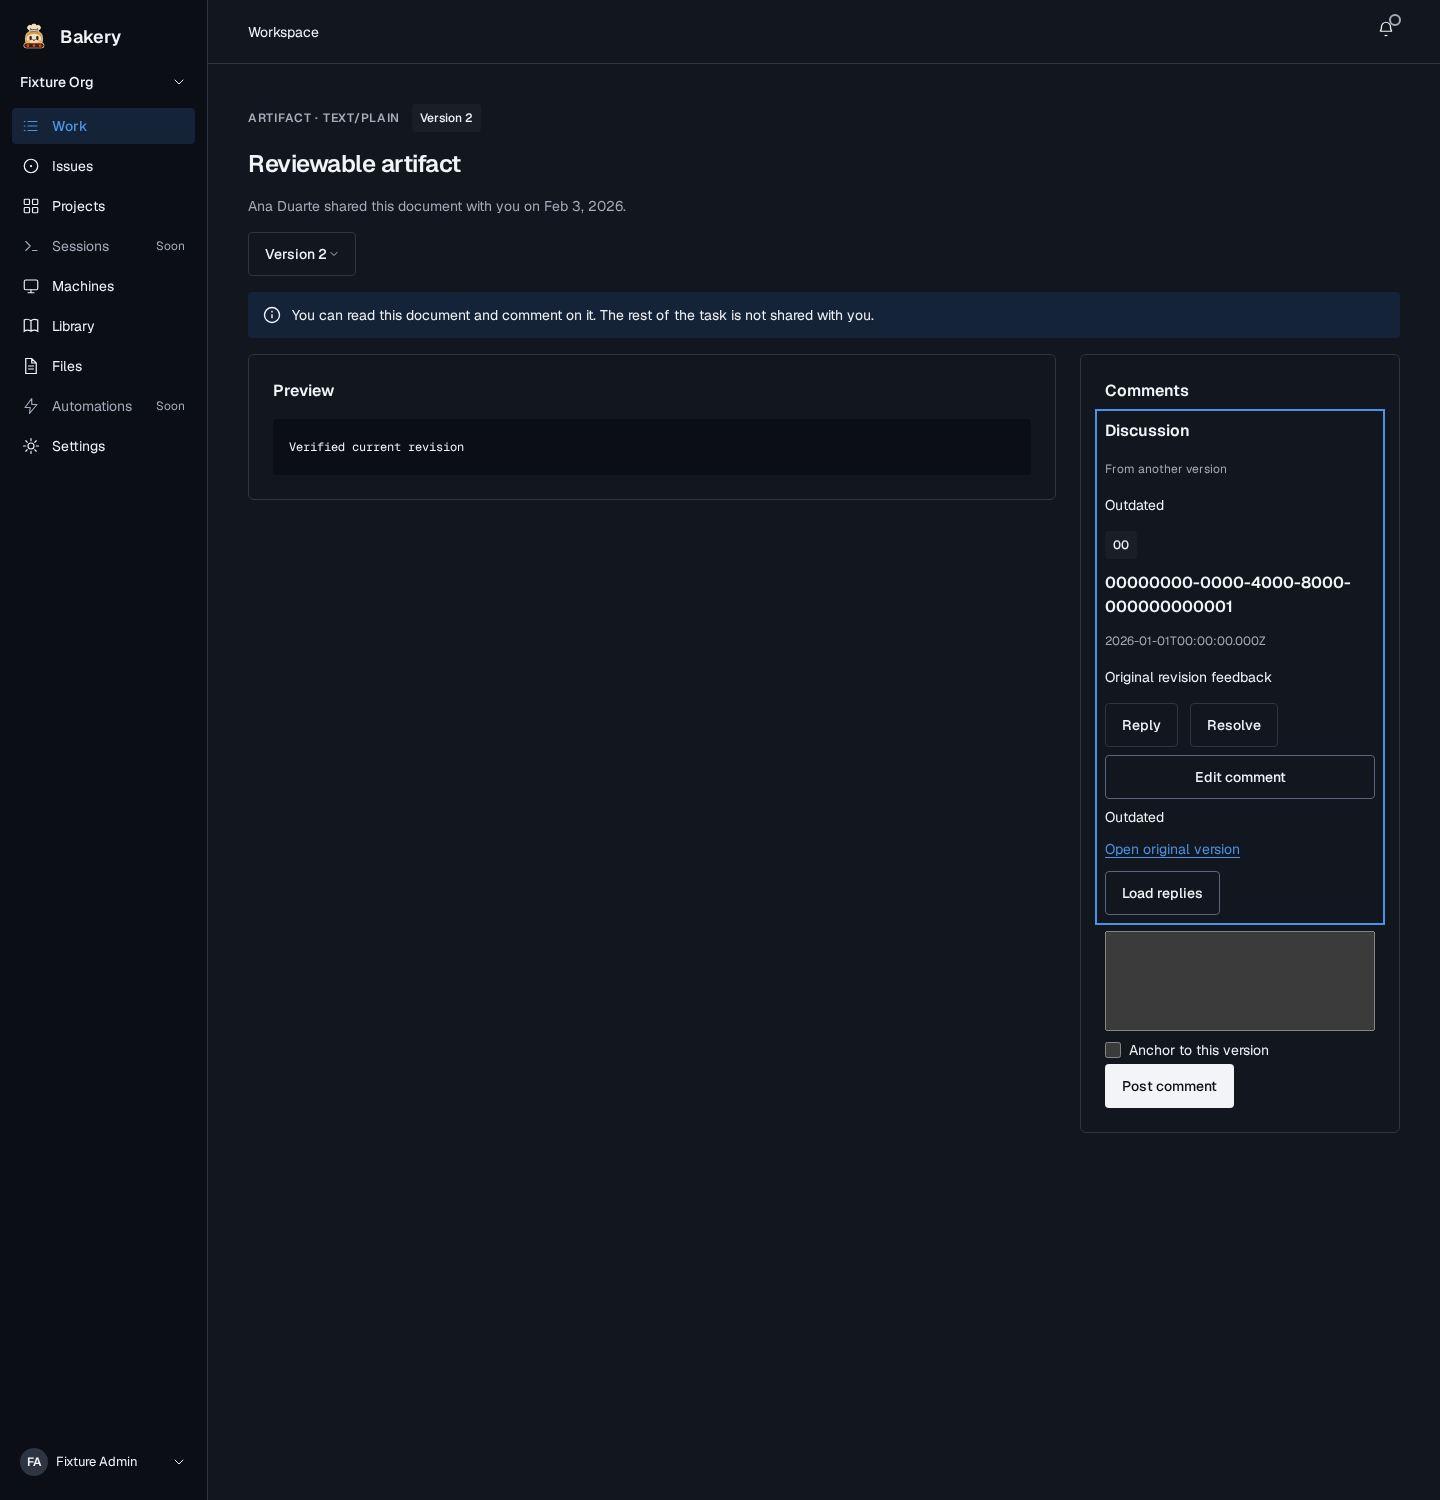 Bakery
Fixture Org
Work
Issues
Projects
Sessions Soon
Machines
Library
Files
Automations Soon
Settings
FA Fixture Admin
Workspace
ARTIFACT · TEXT/PLAIN Version 2
Reviewable artifact
Ana Duarte shared this document with you on Feb 3, 2026.
Version 2
You can read this document and comment on it. The rest of the task is not shared with you.
Preview
Verified current revision
Comments
Discussion
From another version
Outdated
00
00000000-0000-4000-8000-
000000000001
2026-01-01T00:00:00.000Z
Original revision feedback
Reply Resolve
Edit comment
Outdated
Open original version
Load replies
Anchor to this version
Post comment